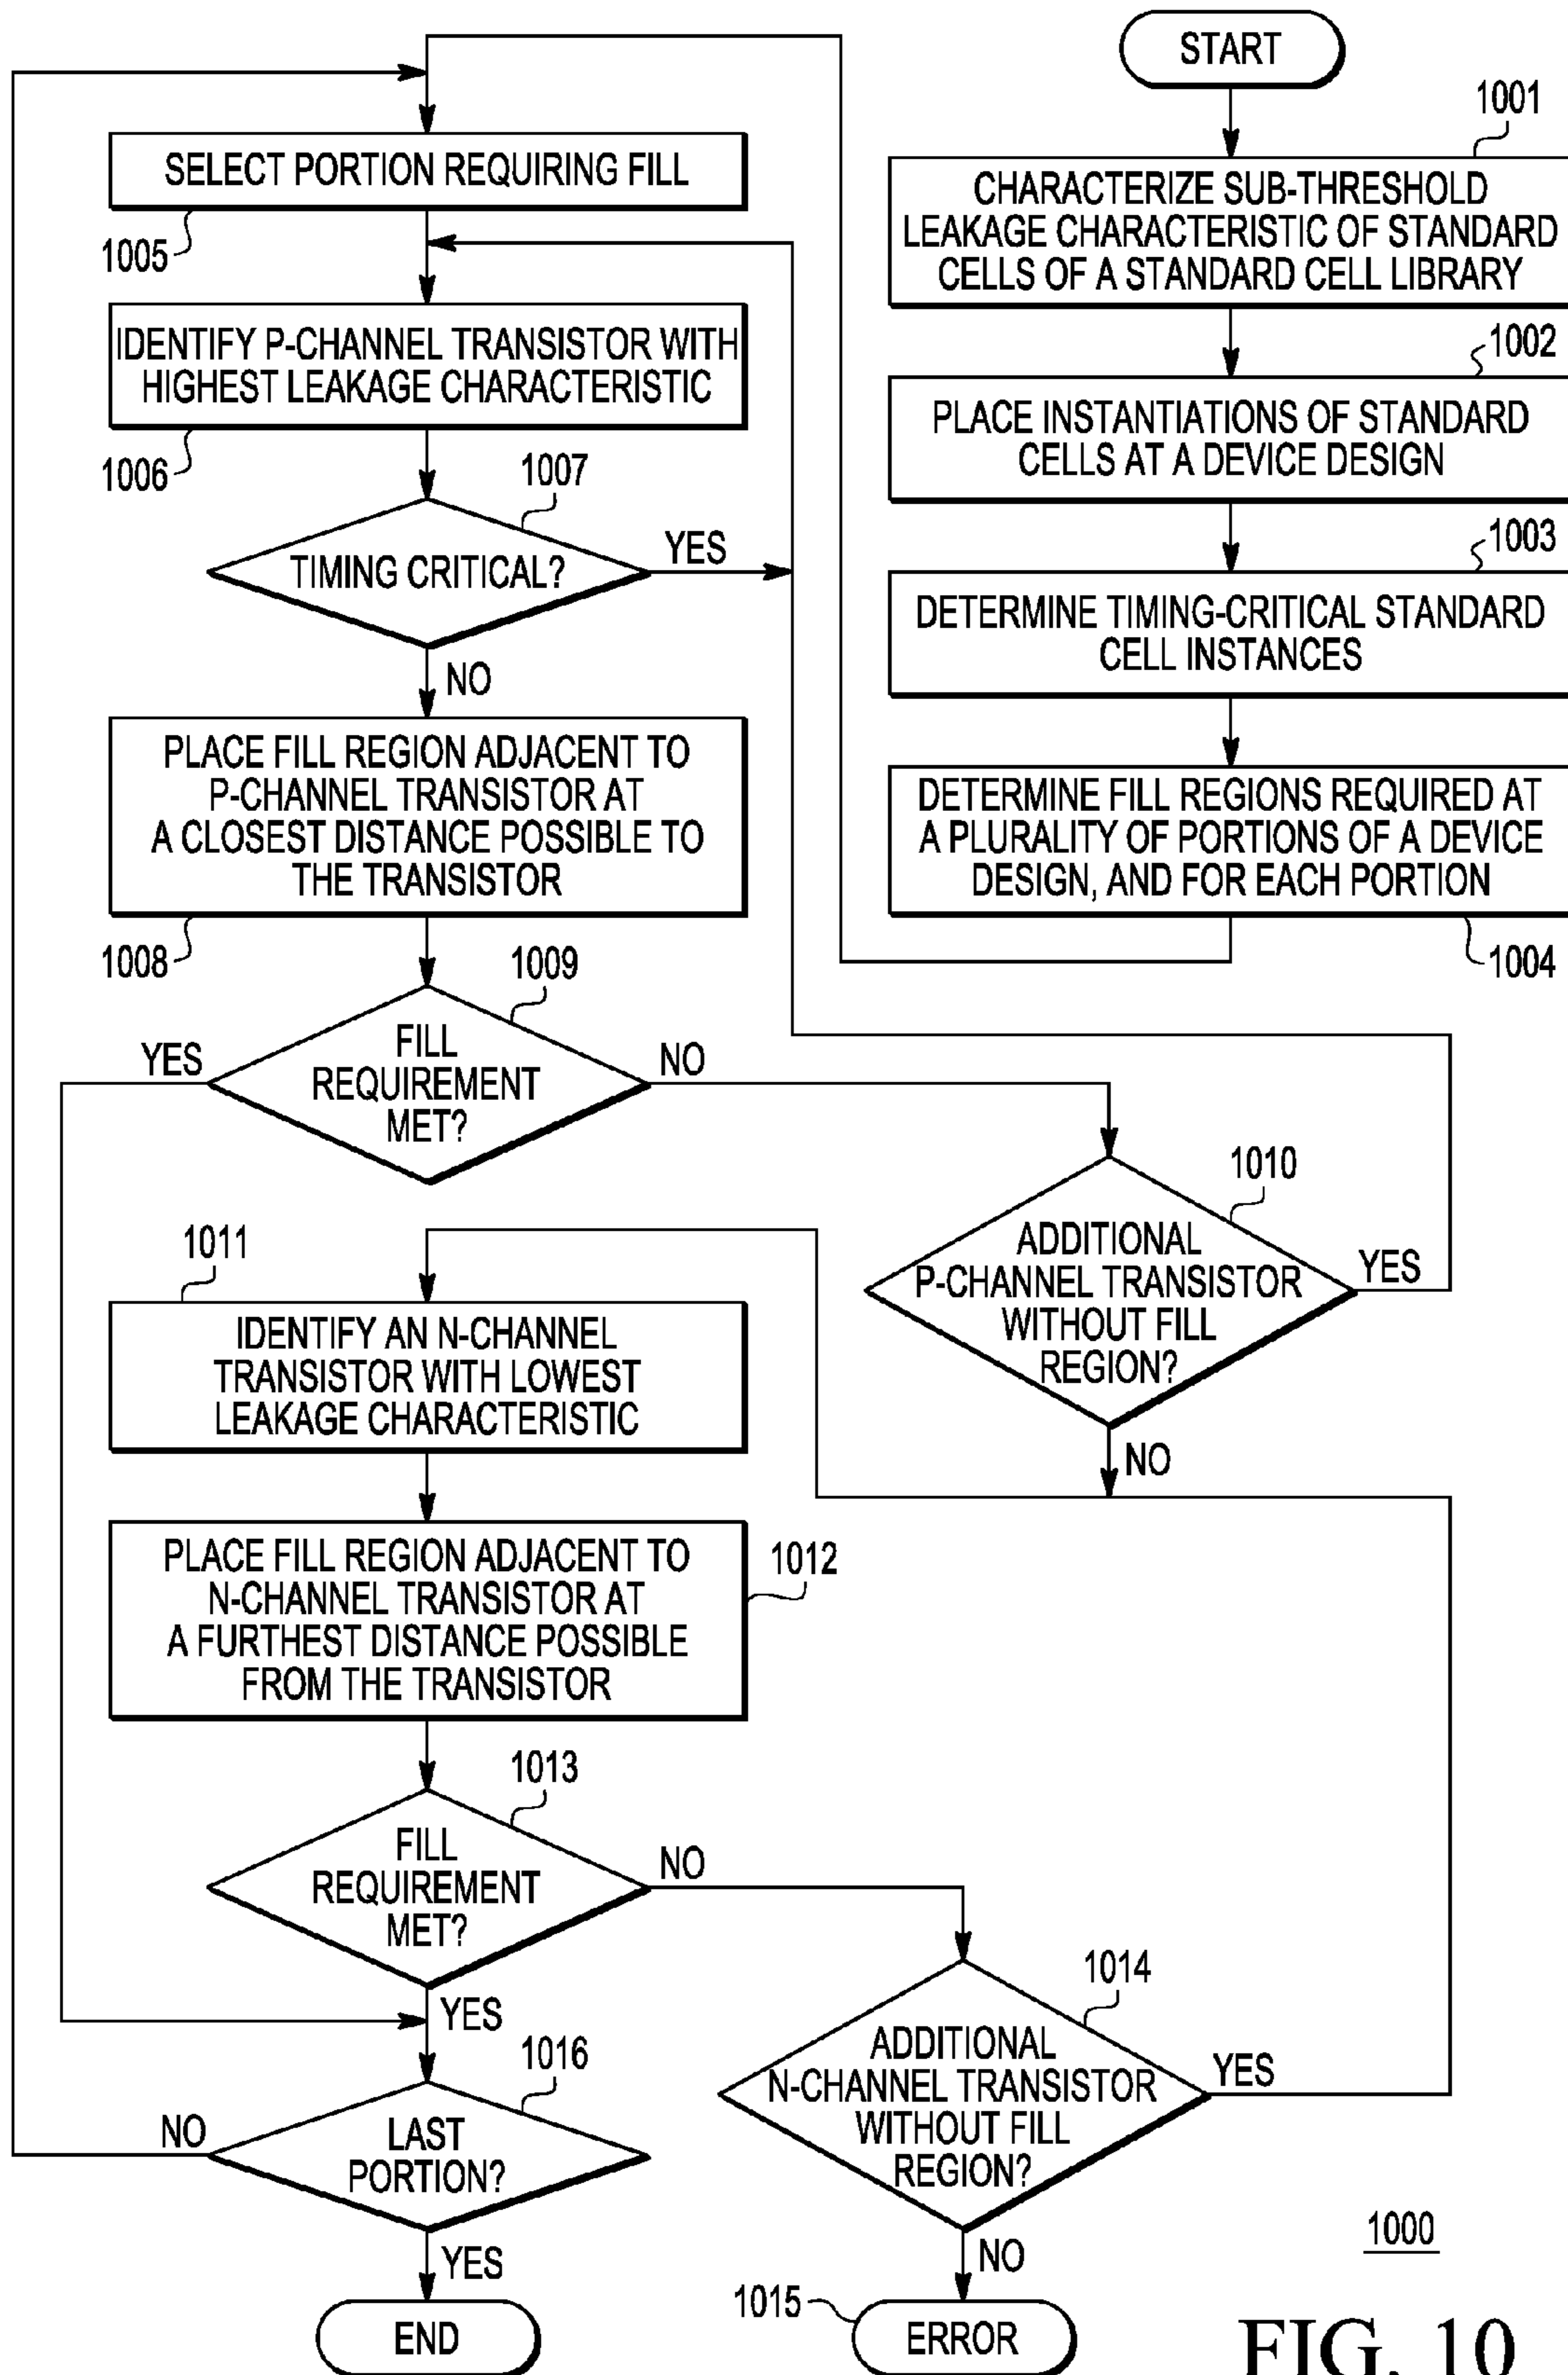 START
1001
CHARACTERIZE SUB-THRESHOLD
LEAKAGE CHARACTERISTIC OF STANDARD
CELLS OF A STANDARD CELL LIBRARY
1002
PLACE INSTANTIATIONS OF STANDARD
CELLS AT A DEVICE DESIGN
1003
DETERMINE TIMING-CRITICAL STANDARD
CELL INSTANCES
DETERMINE FILL REGIONS REQUIRED AT
A PLURALITY OF PORTIONS OF A DEVICE
DESIGN, AND FOR EACH PORTION
1004
SELECT PORTION REQUIRING FILL
1005
IDENTIFY P-CHANNEL TRANSISTOR WITH
HIGHEST LEAKAGE CHARACTERISTIC
1006
1007
TIMING CRITICAL?
YES
NO
PLACE FILL REGION ADJACENT TO
P-CHANNEL TRANSISTOR AT
A CLOSEST DISTANCE POSSIBLE TO
THE TRANSISTOR
1008
1009
FILL
REQUIREMENT
MET?
YES
NO
1010
ADDITIONAL
P-CHANNEL TRANSISTOR
WITHOUT FILL
REGION?
YES
NO
1011
IDENTIFY AN N-CHANNEL
TRANSISTOR WITH LOWEST
LEAKAGE CHARACTERISTIC
PLACE FILL REGION ADJACENT TO
N-CHANNEL TRANSISTOR AT
A FURTHEST DISTANCE POSSIBLE
FROM THE TRANSISTOR
1012
1013
FILL
REQUIREMENT
MET?
NO
YES
1014
ADDITIONAL
N-CHANNEL TRANSISTOR
WITHOUT FILL
REGION?
YES
NO
1015
ERROR
1016
LAST
PORTION?
NO
YES
END
1000
FIG. 10